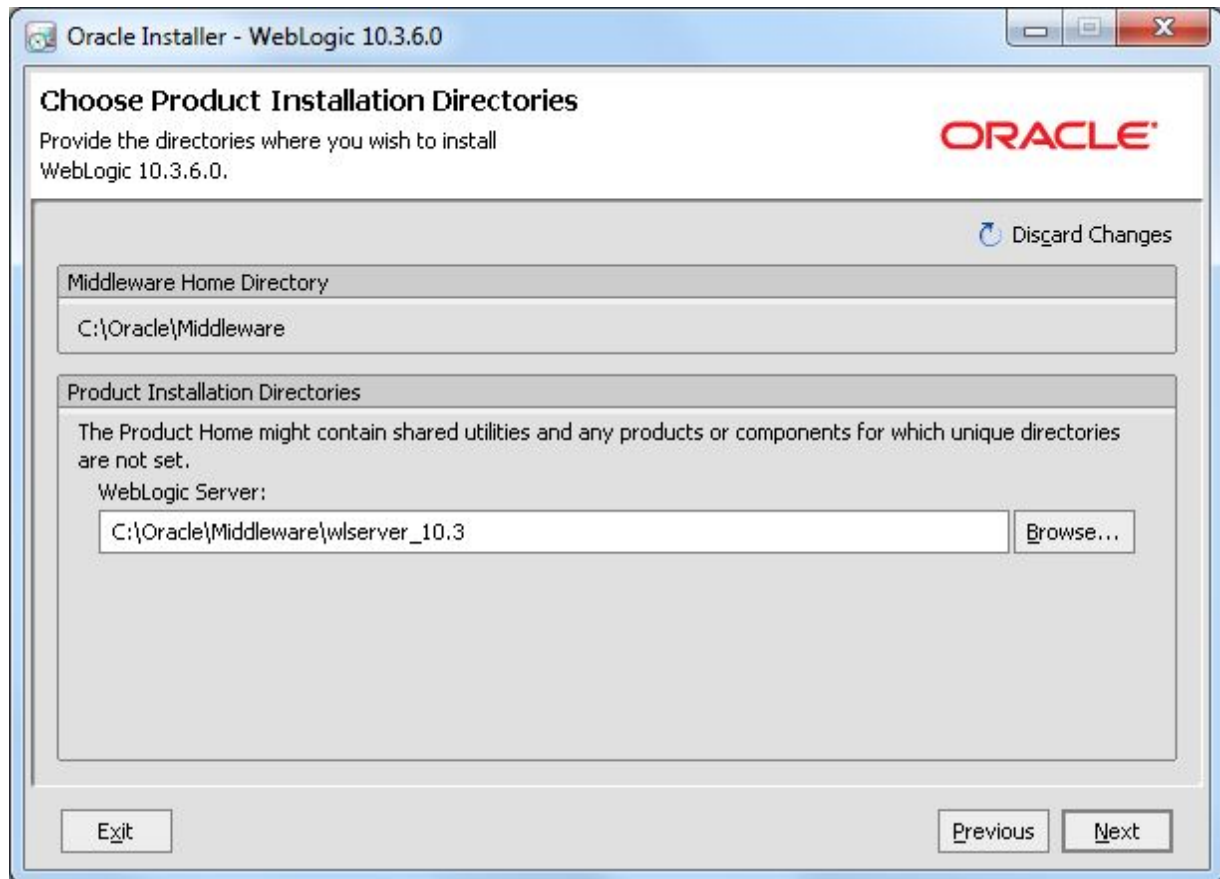 Oracle Installer - WebLogic 10.3.6.0
Choose Product Installation Directories
Provide the directories where you wish to install
WebLogic 10.3.6.0.
ORACLE
Discard Changes
Middleware Home Directory
C:\Oracle\Middleware
Product Installation Directories
The Product Home might contain shared utilities and any products or components for which unique directories
are not set.
WebLogic Server:
C:\Oracle\Middleware\wlserver_10.3
Browse...
Exit
Previous
Next